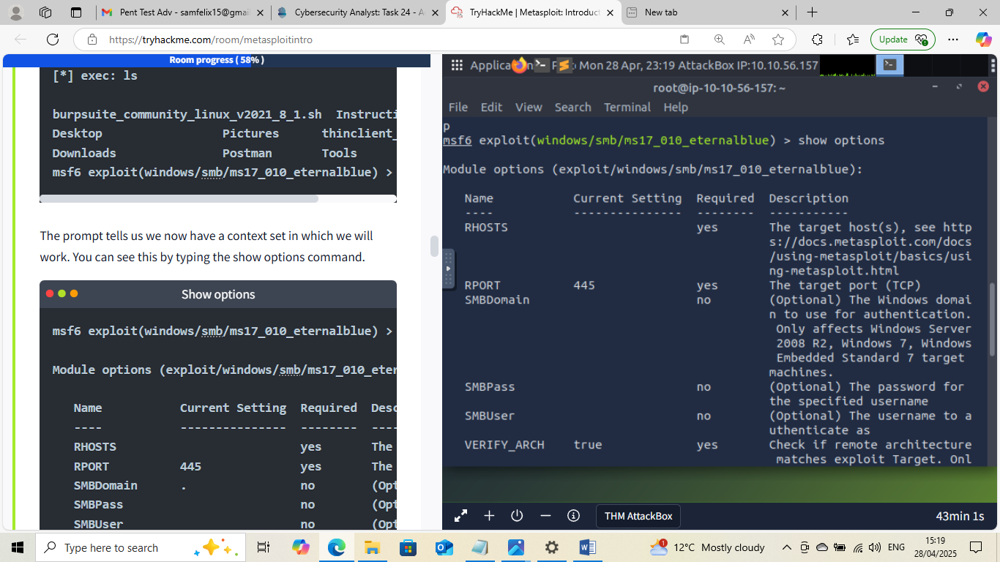 Pent Test Adv - samfelix15@gmai
Cybersecurity Analyst: Task 24 - A
TryHackMe | Metasploit: Introduct
New tab
https://tryhackme.com/room/metasploitintro
Update
Room progress ( 58% )
[*] exec: ls
burpsuite_community_linux_v2021_8_1.sh Instructi
Desktop Pictures thinclient_
Downloads Postman Tools
msf6 exploit(windows/smb/ms17_010_eternalblue) >
The prompt tells us we now have a context set in which we will
work. You can see this by typing the show options command.
Show options
msf6 exploit(windows/smb/ms17_010_eternalblue) >
Module options (exploit/windows/smb/ms17_010_eter
Name Current Setting Required Desc
---- --------------- -------- ----
RHOSTS yes The
RPORT 445 yes The
SMBDomain . no (Opt
SMBPass no (Opt
SMBUser no (Opt
Mon 28 Apr, 23:19 AttackBox IP:10.10.56.157
root@ip-10-10-56-157: ~
File Edit View Search Terminal Help
p
msf6 exploit(windows/smb/ms17_010_eternalblue) > show options
Module options (exploit/windows/smb/ms17_010_eternalblue):
Name Current Setting Required Description
---- --------------- -------- -----------
RHOSTS yes The target host(s), see http
s://docs.metasploit.com/docs
/using-metasploit/basics/usi
ng-metasploit.html
RPORT 445 yes The target port (TCP)
SMBDomain no (Optional) The Windows domai
n to use for authentication.
Only affects Windows Server
2008 R2, Windows 7, Windows
Embedded Standard 7 target
machines.
SMBPass no (Optional) The password for
the specified username
SMBUser no (Optional) The username to a
uthenticate as
VERIFY_ARCH true yes Check if remote architecture
matches exploit Target. Onl
THM AttackBox
43min 1s
Type here to search
1
12°C Mostly cloudy
ENG
15:19
28/04/2025